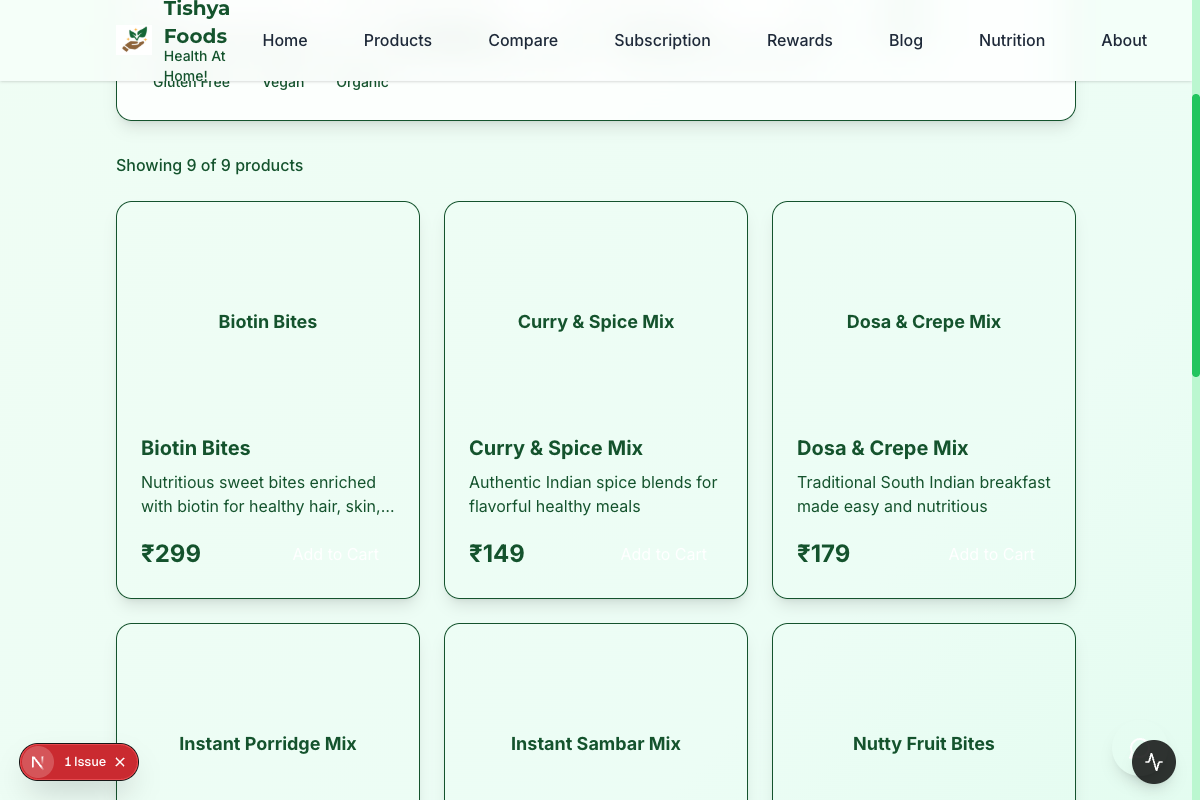 Tishya
Foods
Health At
Home!
Home
Products
Compare
Subscription
Rewards
Blog
Nutrition
About
Gluten Free
Vegan
Organic
Showing 9 of 9 products
Biotin Bites
Curry & Spice Mix
Dosa & Crepe Mix
Biotin Bites
Nutritious sweet bites enriched
with biotin for healthy hair, skin,...
₹299
Add to Cart
Curry & Spice Mix
Authentic Indian spice blends for
flavorful healthy meals
₹149
Add to Cart
Dosa & Crepe Mix
Traditional South Indian breakfast
made easy and nutritious
₹179
Add to Cart
Instant Porridge Mix
Instant Sambar Mix
Nutty Fruit Bites
N
1 Issue